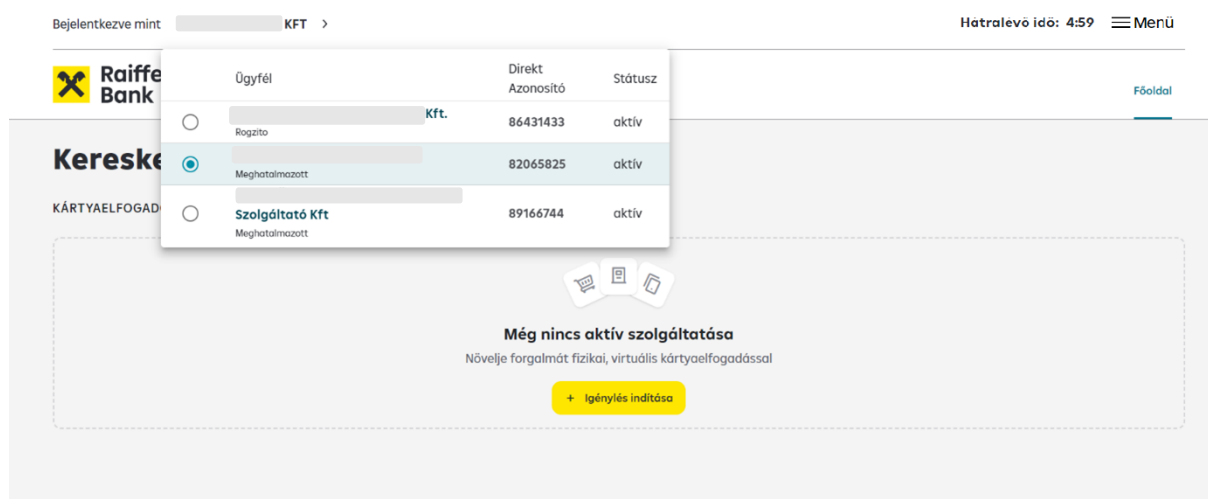 Bejelentkezve mint KFT >
Hátralévő idő: 4:59 Menü
Raiffe
Bank
Főoldal
Ügyfél Direkt Azonosító Státusz
Kft. 86431433 aktív
Rogzito
82065825 aktív
Meghatalmazott
Szolgáltató Kft 89166744 aktív
Meghatalmazott
Kereske
KÁRTYAELFOGAD
Még nincs aktív szolgáltatása
Növelje forgalmát fizikai, virtuális kártyaelfogadással
+ Igénylés indítása